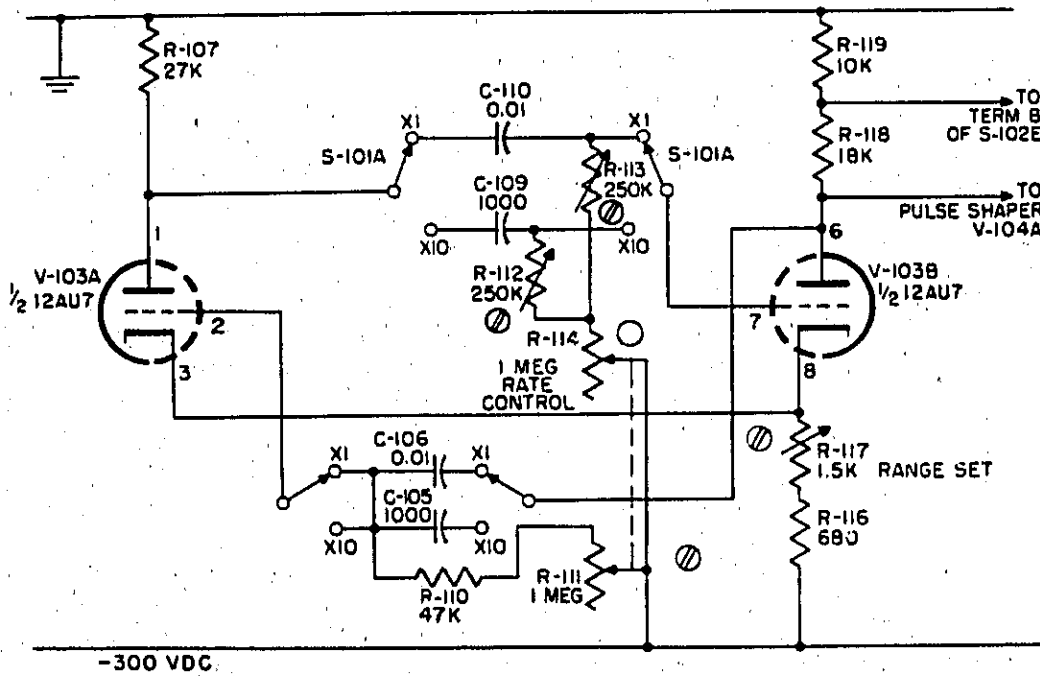 R-107
27K
R-119
10K
TO
TERM B
OF S-102E
C-110
0.01
X1
X1
S-101A
S-101A
R-118
18K
R-113
250K
C-109
1000
X10
X10
TO
PULSE SHAPER
V-104A
1
6
V-103A
1/2 12AU7
R-112
250K
V-103B
1/2 12AU7
2
7
3
8
R-114
1 MEG
RATE
CONTROL
C-106
0.01
X1
X1
R-117
1.5K RANGE SET
C-105
1000
X10
X10
R-116
680
R-111
1 MEG
R-110
47K
-300 VDC